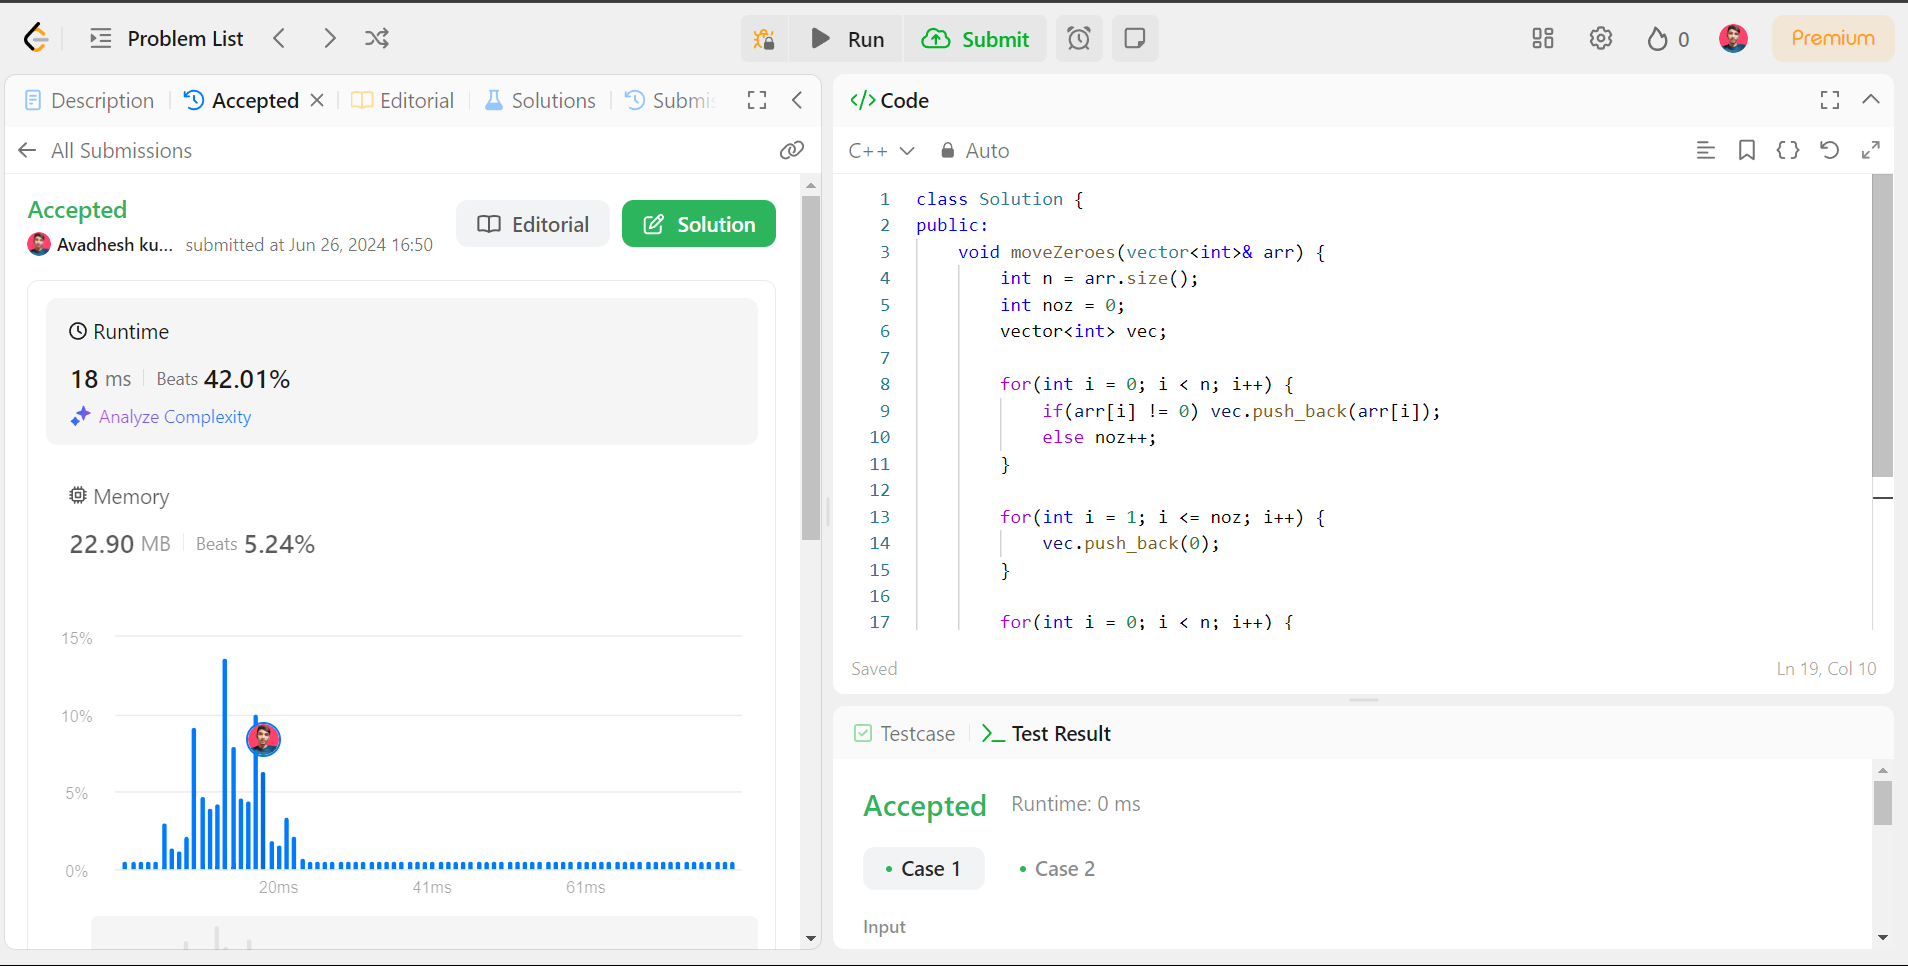 Problem List
Run
Submit
0
Premium
Description
Accepted
Editorial
Solutions
Submis
All Submissions
Accepted
Editorial
Solution
Avadhesh ku... submitted at Jun 26, 2024 16:50
Runtime
18 ms Beats 42.01%
Analyze Complexity
Memory
22.90 MB Beats 5.24%
15%
10%
5%
0%
20ms 41ms 61ms
Code
C++ Auto
1 class Solution {
2 public:
3 void moveZeroes(vector<int>& arr) {
4 int n = arr.size();
5 int noz = 0;
6 vector<int> vec;
7
8 for(int i = 0; i < n; i++) {
9 if(arr[i] != 0) vec.push_back(arr[i]);
10 else noz++;
11 }
12
13 for(int i = 1; i <= noz; i++) {
14 vec.push_back(0);
15 }
16
17 for(int i = 0; i < n; i++) {
Saved
Ln 19, Col 10
Testcase
Test Result
Accepted Runtime: 0 ms
Case 1 Case 2
Input